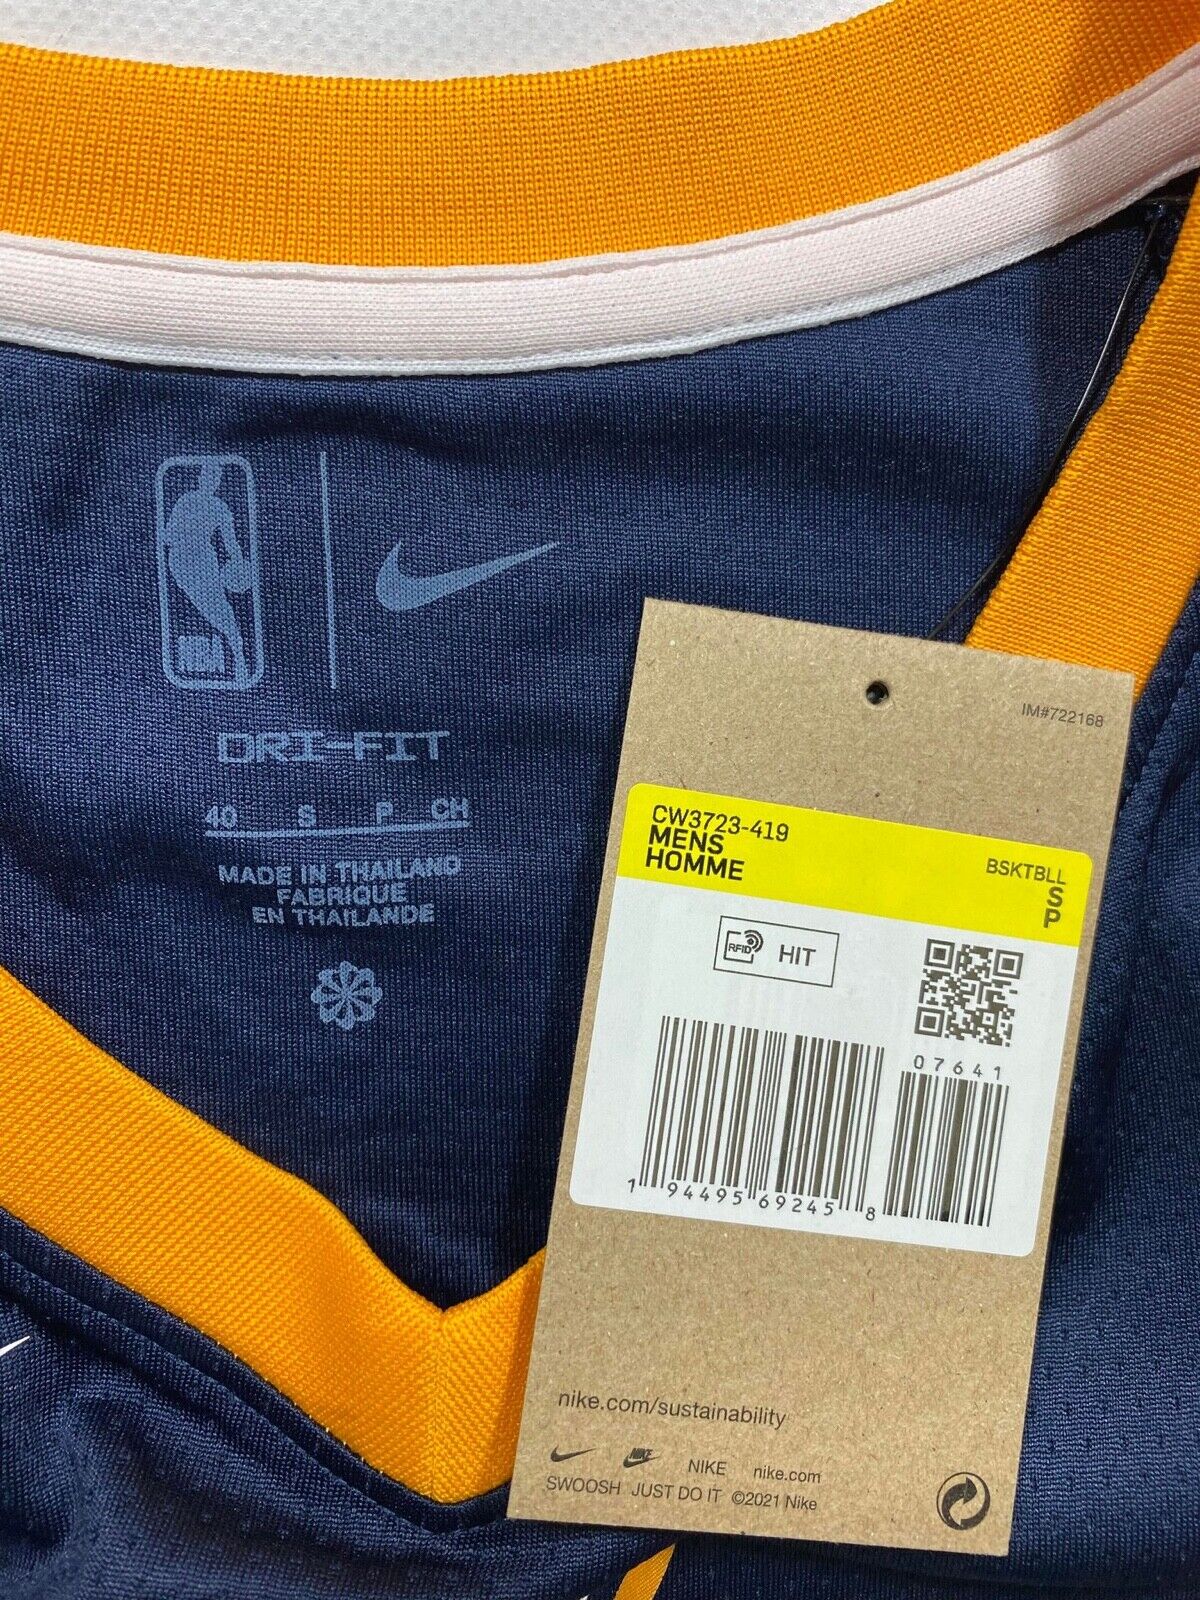 NBA
DRI-FIT
40 S P CH
MADE IN THAILAND
FABRIQUE
EN THAILANDE
IM#722168
CW3723-419
MENS
HOMME
BSKTBLL
S
P
RFID HIT
07641
1 94495 69245 8
nike.com/sustainability
NIKE NIKE nike.com
SWOOSH JUST DO IT ©2021 Nike